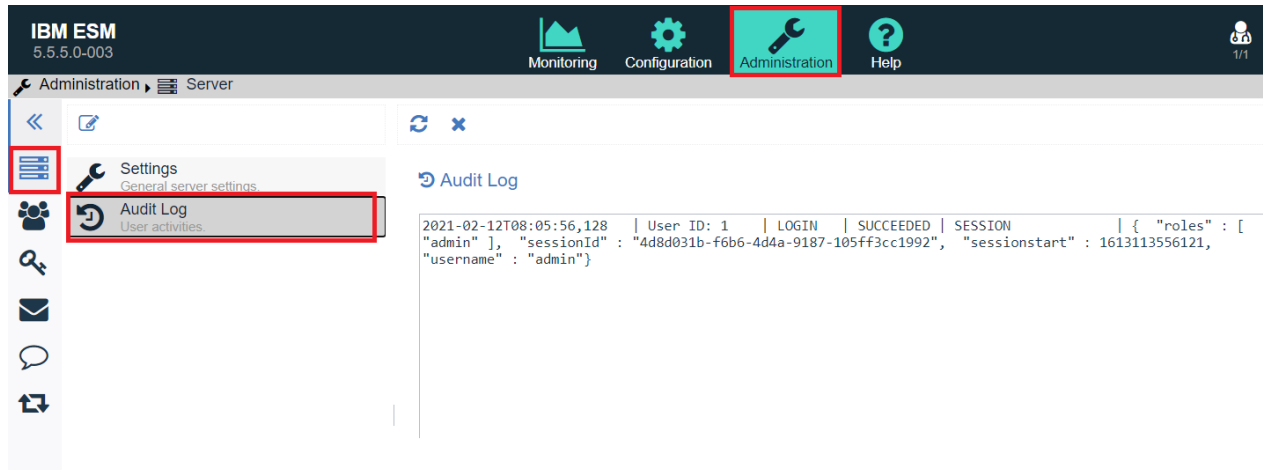 IBM ESM
5.5.5.0-003
Monitoring
Configuration
Administration
Help
1/1
Administration
Server
Settings
General server settings.
Audit Log
User activities.
Audit Log
2021-02-12T08:05:56,128 | User ID: 1 | LOGIN | SUCCEEDED | SESSION | { "roles" : [
"admin" ], "sessionId" : "4d8d031b-f6b6-4d4a-9187-105ff3cc1992", "sessionstart" : 1613113556121,
"username" : "admin"}